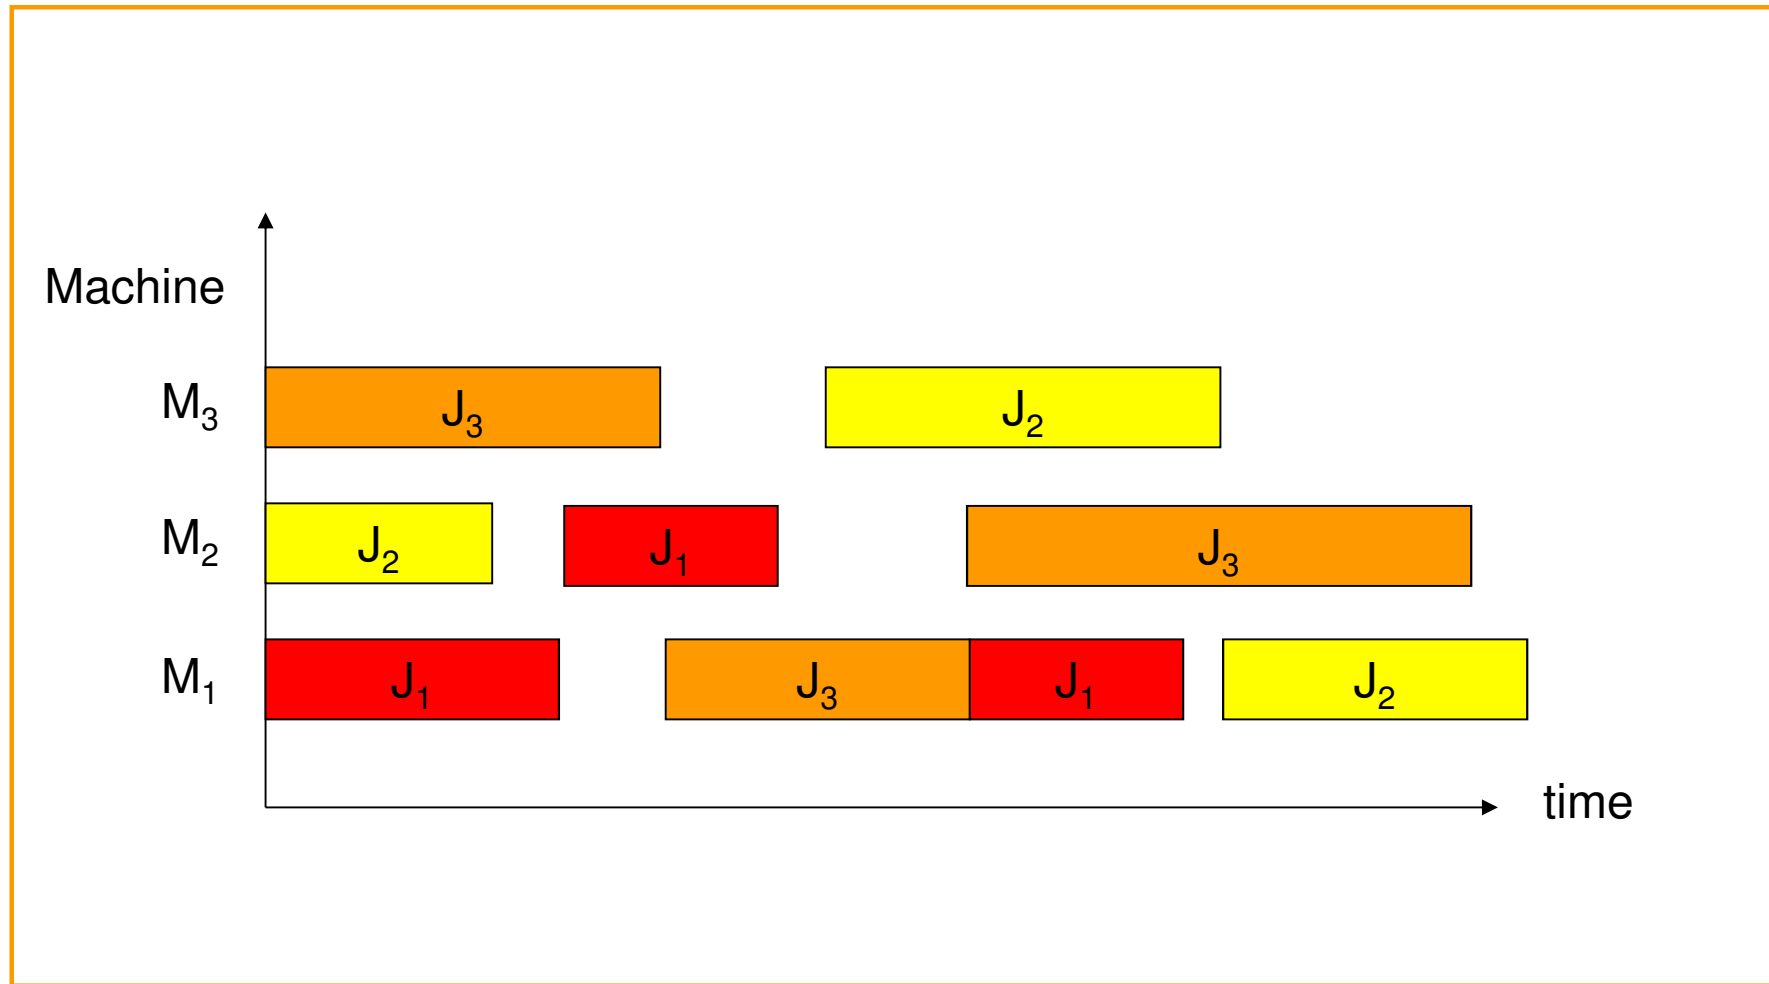 Machine
M₃ J₃ J₂
M₂ J₂ J₁ J₃
M₁ J₁ J₃ J₁ J₂
time